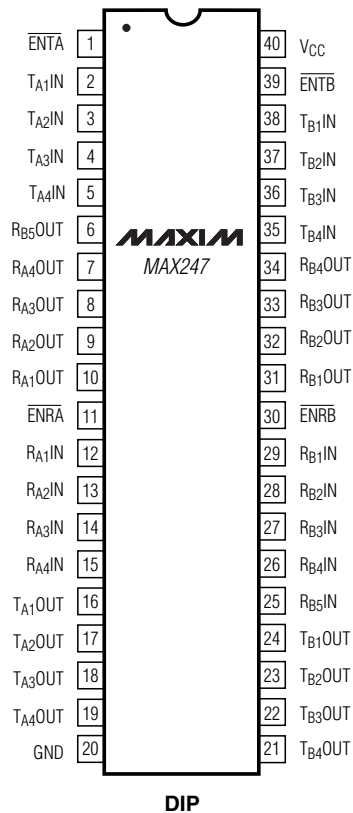 ENTA 1 40 VCC
TA1IN 2 39 ENTB
TA2IN 3 38 TB1IN
TA3IN 4 37 TB2IN
TA4IN 5 36 TB3IN
RB5OUT 6 MAXIM 35 TB4IN
RA4OUT 7 MAX247 34 RB4OUT
RA3OUT 8 33 RB3OUT
RA2OUT 9 32 RB2OUT
RA1OUT 10 31 RB1OUT
ENRA 11 30 ENRB
RA1IN 12 29 RB1IN
RA2IN 13 28 RB2IN
RA3IN 14 27 RB3IN
RA4IN 15 26 RB4IN
TA1OUT 16 25 RB5IN
TA2OUT 17 24 TB1OUT
TA3OUT 18 23 TB2OUT
TA4OUT 19 22 TB3OUT
GND 20 21 TB4OUT
DIP